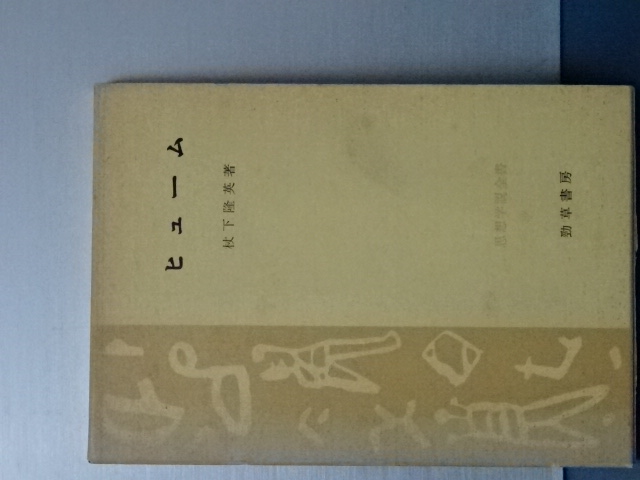 ヒューム
杖下隆英著
思想学説全書
勁草書房